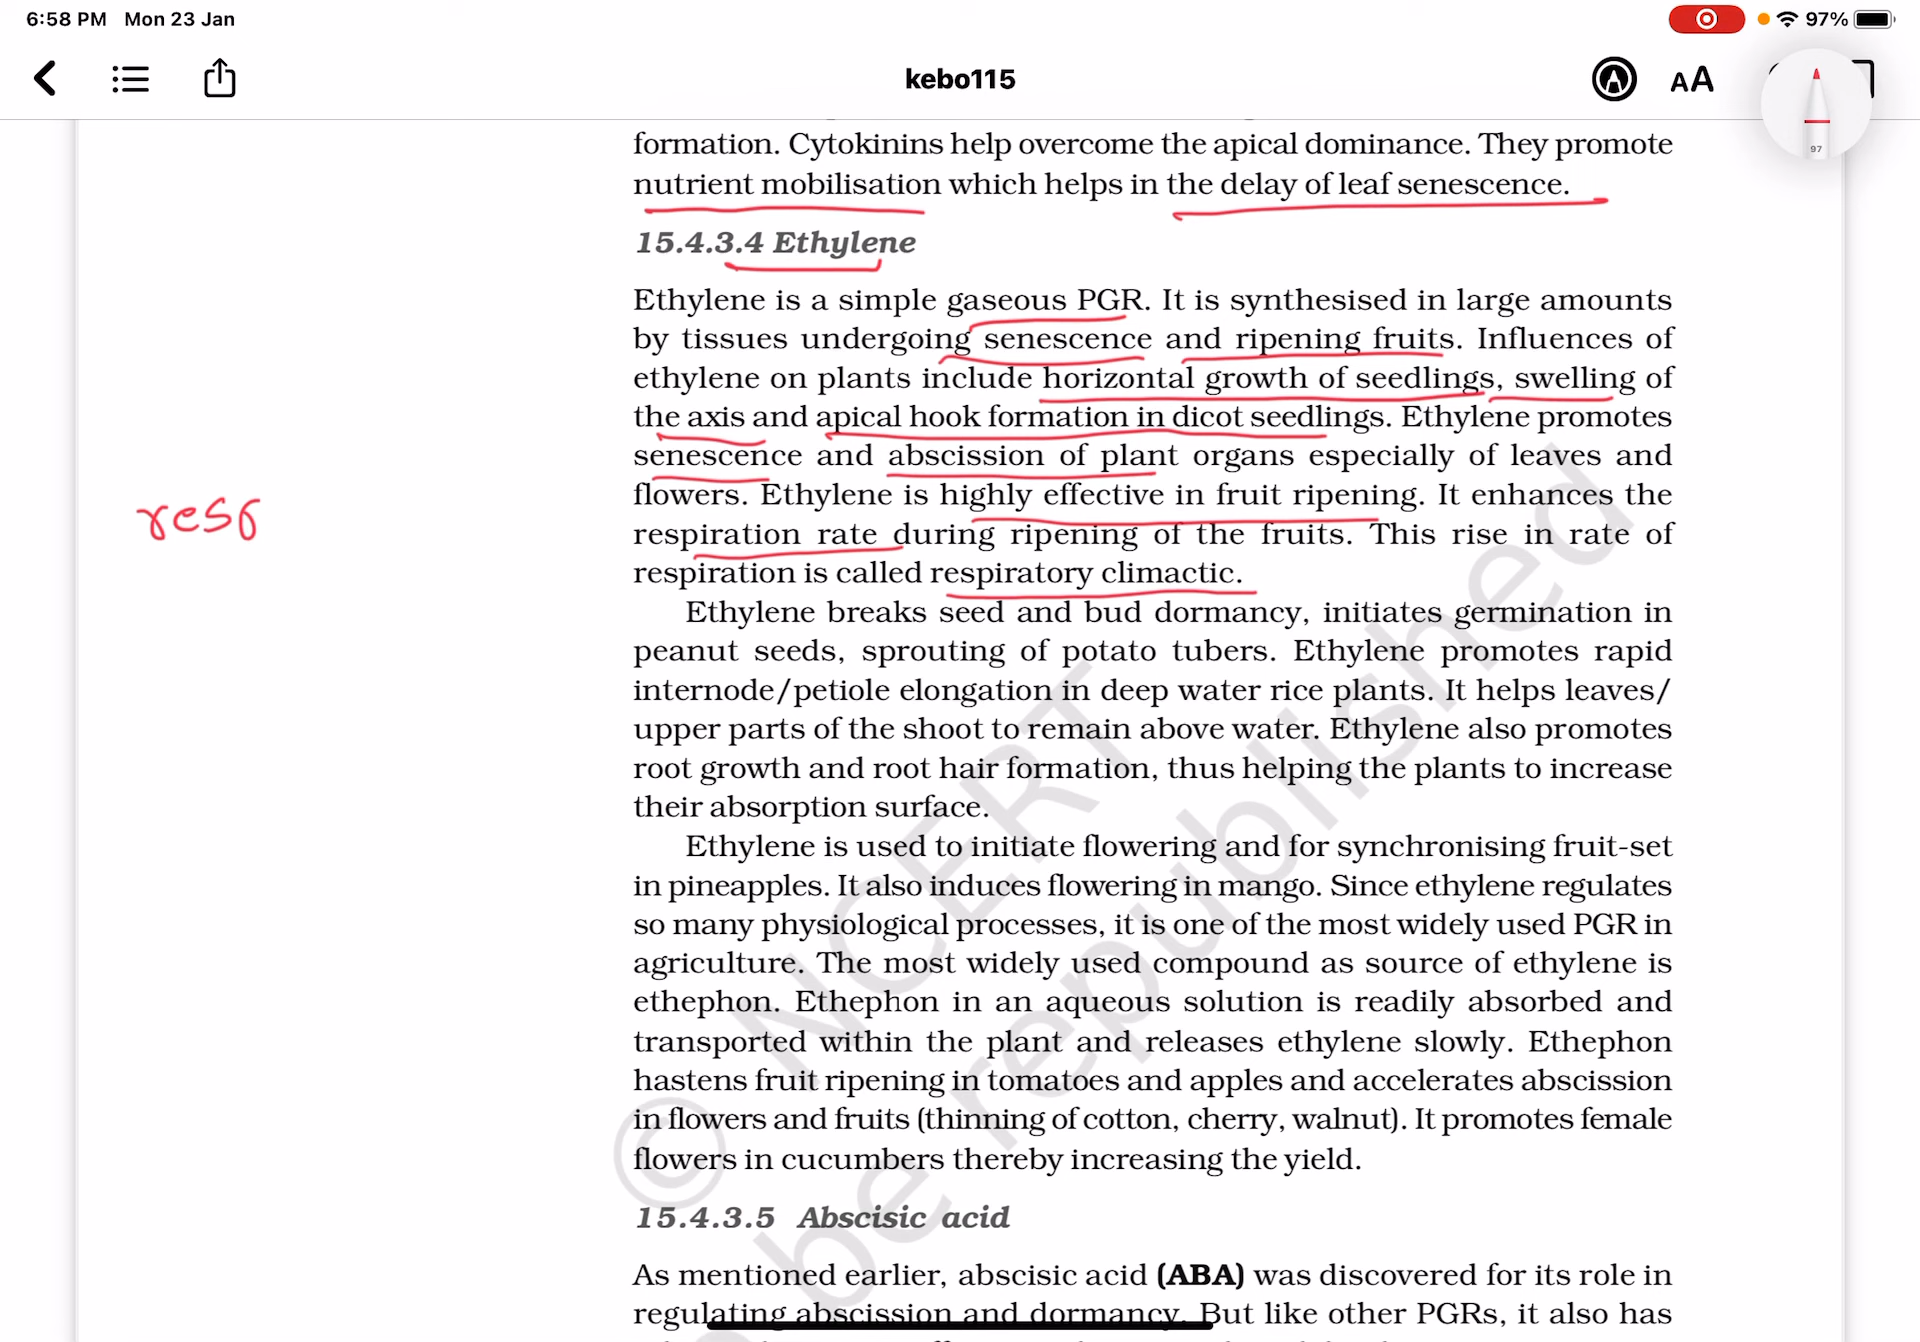 6:58 PM Mon 23 Jan
97%
kebo115
AA
97
formation. Cytokinins help overcome the apical dominance. They promote
nutrient mobilisation which helps in the delay of leaf senescence.
15.4.3.4 Ethylene
Ethylene is a simple gaseous PGR. It is synthesised in large amounts
by tissues undergoing senescence and ripening fruits. Influences of
ethylene on plants include horizontal growth of seedlings, swelling of
the axis and apical hook formation in dicot seedlings. Ethylene promotes
senescence and abscission of plant organs especially of leaves and
flowers. Ethylene is highly effective in fruit ripening. It enhances the
respiration rate during ripening of the fruits. This rise in rate of
respiration is called respiratory climactic.
Ethylene breaks seed and bud dormancy, initiates germination in
peanut seeds, sprouting of potato tubers. Ethylene promotes rapid
internode/petiole elongation in deep water rice plants. It helps leaves/
upper parts of the shoot to remain above water. Ethylene also promotes
root growth and root hair formation, thus helping the plants to increase
their absorption surface.
Ethylene is used to initiate flowering and for synchronising fruit-set
in pineapples. It also induces flowering in mango. Since ethylene regulates
so many physiological processes, it is one of the most widely used PGR in
agriculture. The most widely used compound as source of ethylene is
ethephon. Ethephon in an aqueous solution is readily absorbed and
transported within the plant and releases ethylene slowly. Ethephon
hastens fruit ripening in tomatoes and apples and accelerates abscission
in flowers and fruits (thinning of cotton, cherry, walnut). It promotes female
flowers in cucumbers thereby increasing the yield.
15.4.3.5 Abscisic acid
As mentioned earlier, abscisic acid (ABA) was discovered for its role in
regulating abscission and dormancy. But like other PGRs, it also has
© NCERT
be republished